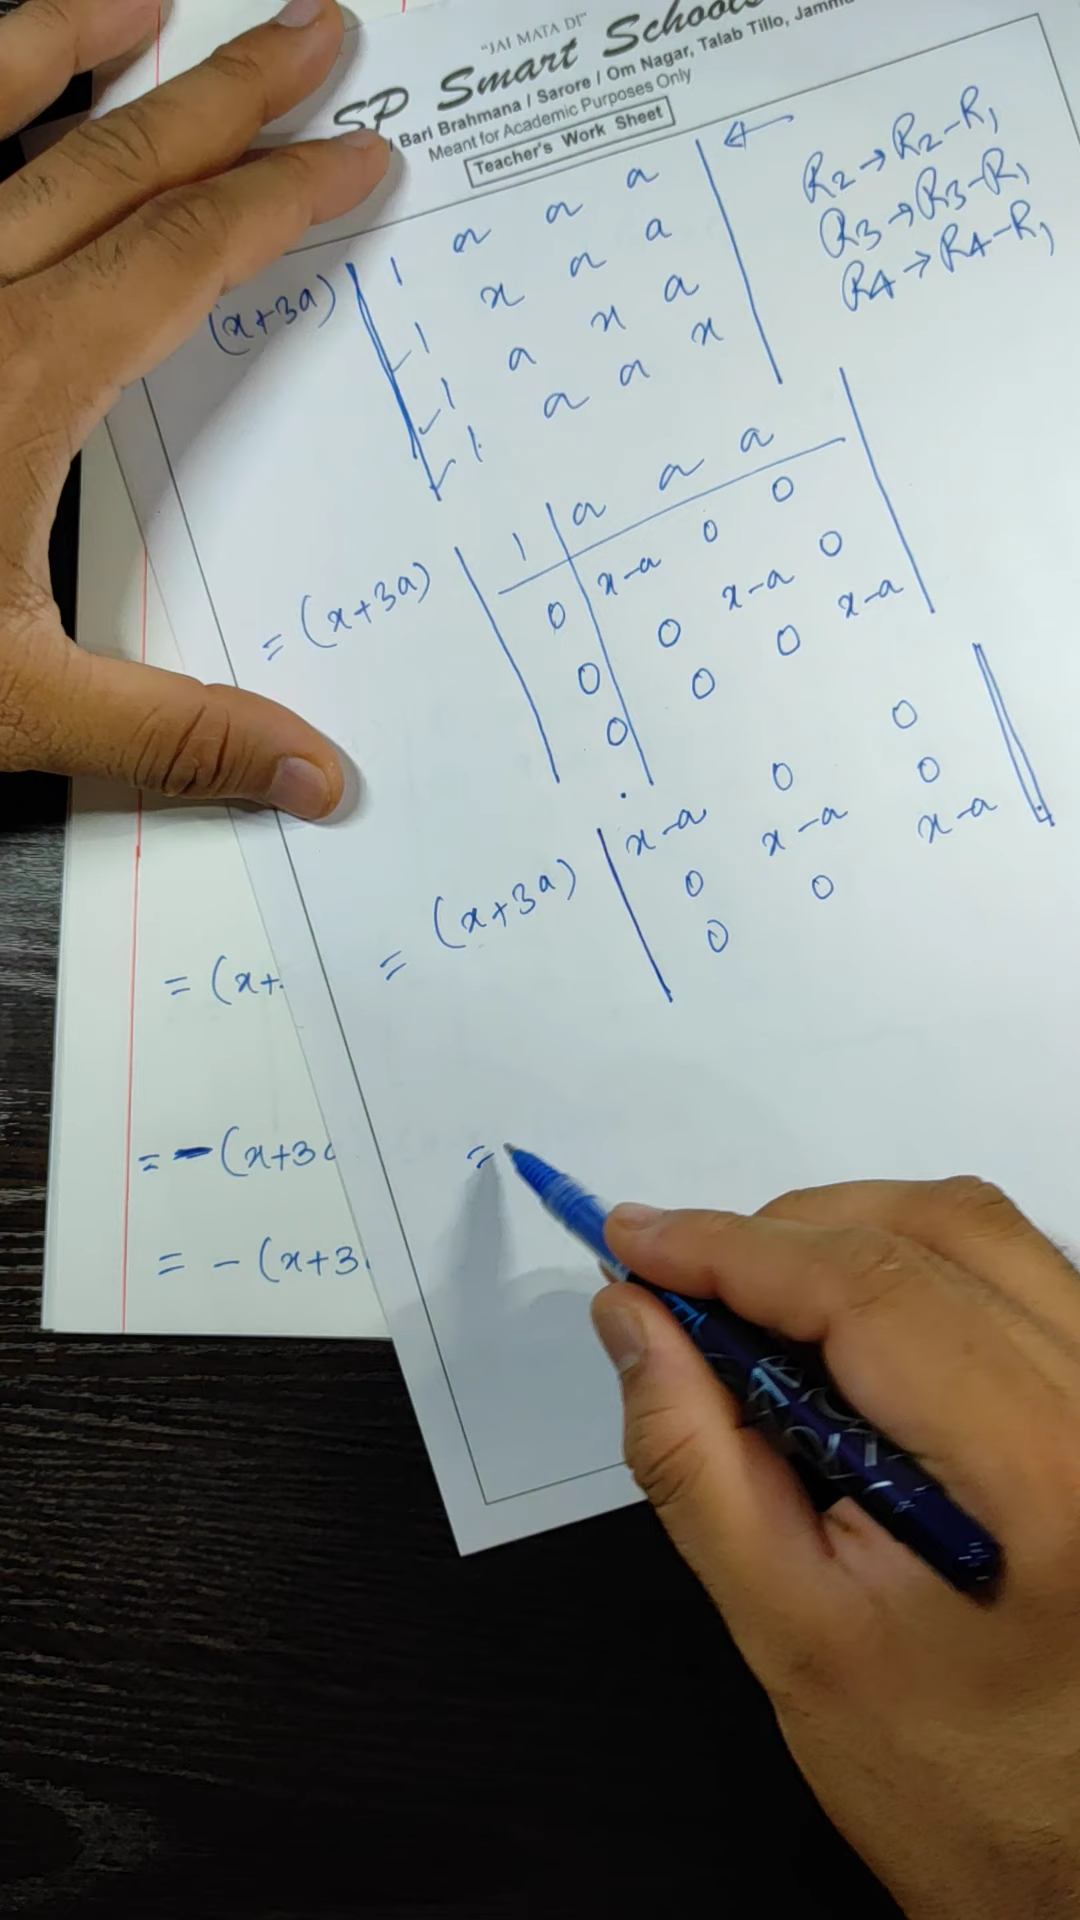 "JAI MATA DI"
SP Smart School
Bari Brahmana / Sarore / Om Nagar, Talab Tillo, Jammu
Meant for Academic Purposes Only
Teacher's Work Sheet
(x+3a) | 1 a a a | ←
1 x a a
1 a x a
1 a a x
R2→R2-R1
R3→R3-R1
R4→R4-R1
= (x+3a) | 1 a a a |
0 x-a 0 0
0 0 x-a 0
0 0 0 x-a
= (x+3a) | x-a 0 0 |
0 x-a 0
0 0 x-a
=
= (x+
= -(x+3
= - (x+3